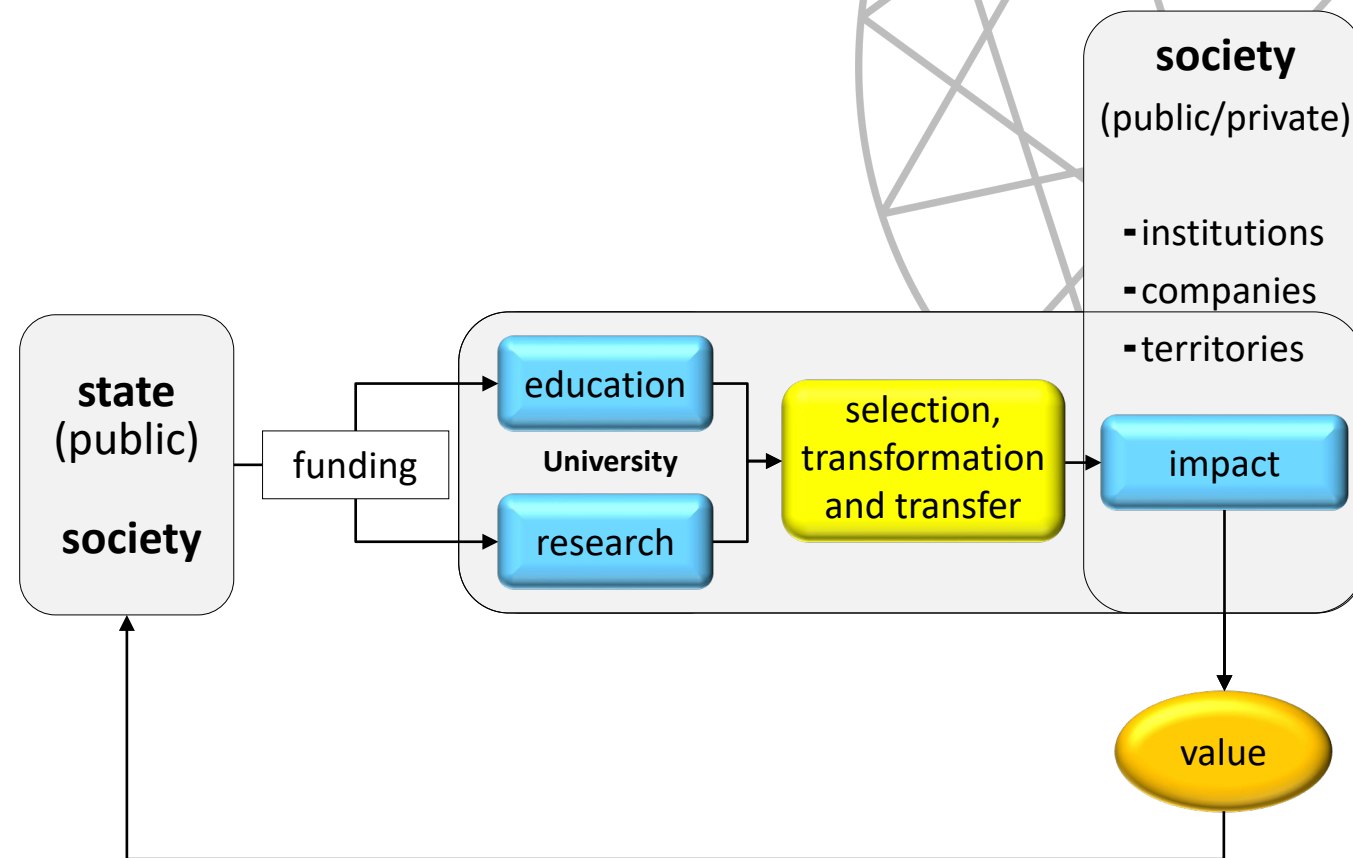 state
(public)
society
funding
education
University
research
selection,
transformation
and transfer
society
(public/private)
-institutions
-companies
-territories
impact
value